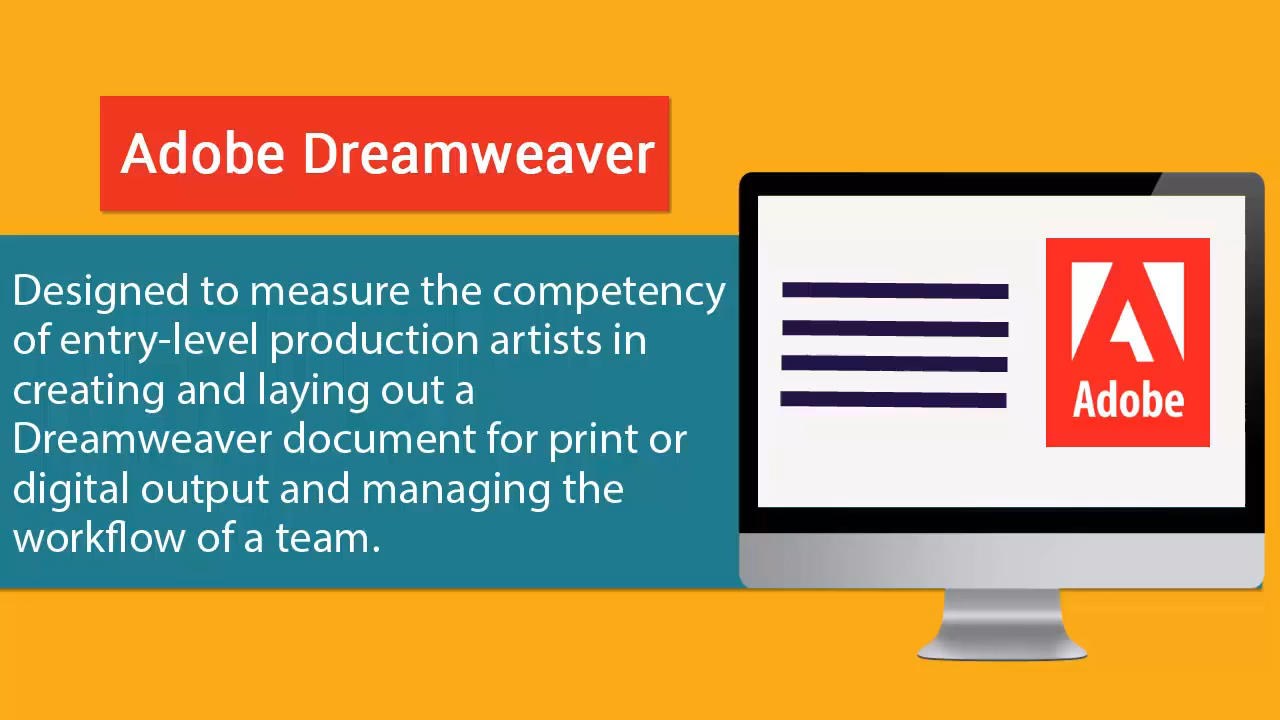 Adobe Dreamweaver
Designed to measure the competency
of entry-level production artists in
creating and laying out a
Dreamweaver document for print or
digital output and managing the
workflow of a team.
Adobe